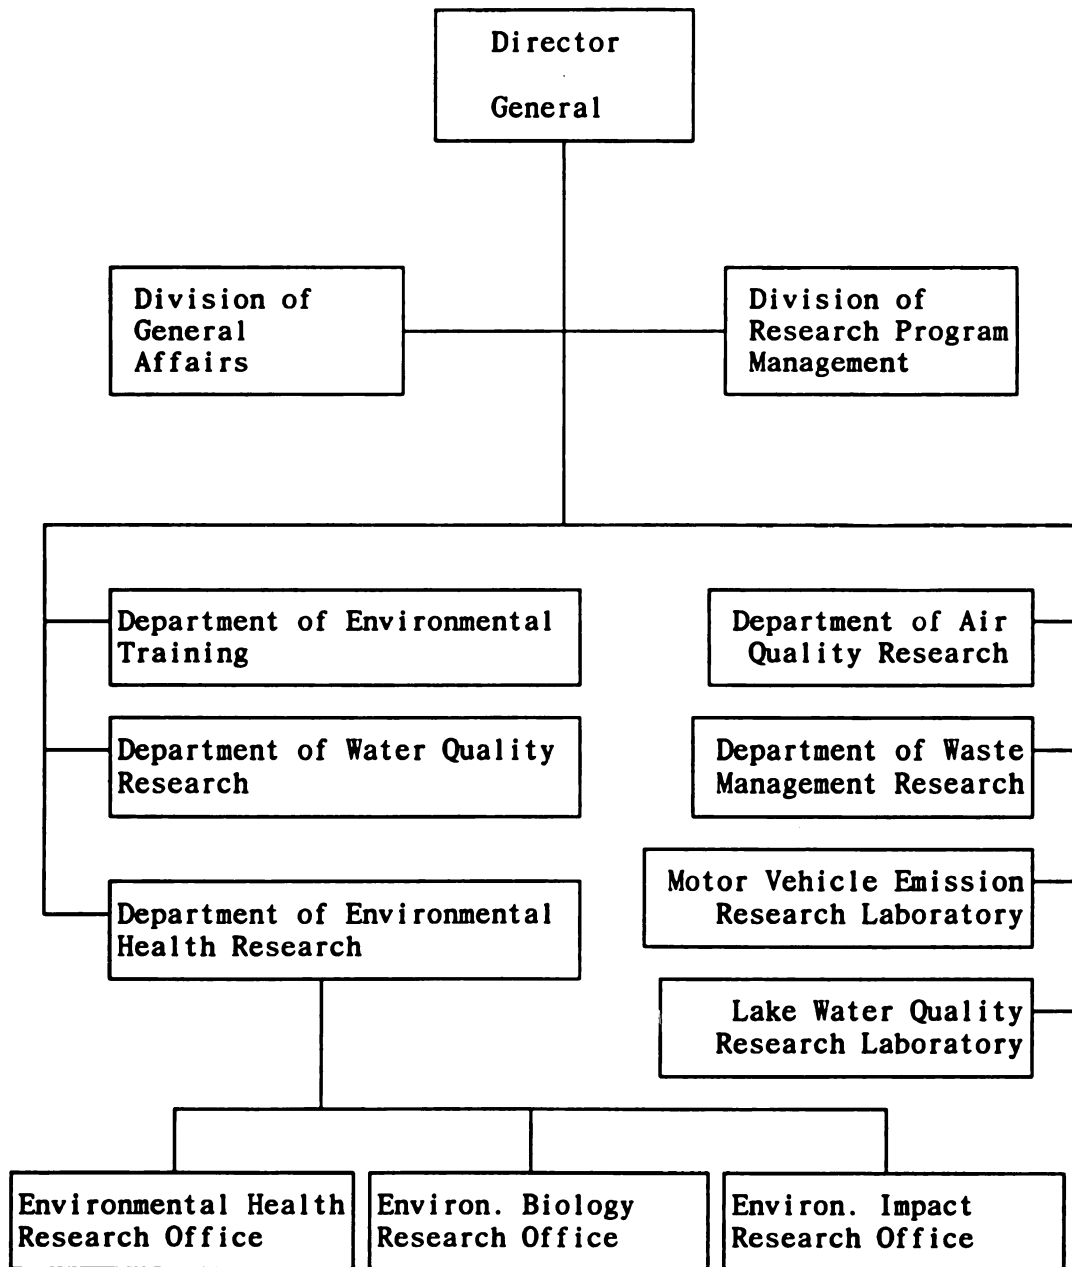 Director
General
Division of
General
Affairs
Division of
Research Program
Management
Department of Environmental
Training
Department of Air
Quality Research
Department of Water Quality
Research
Department of Waste
Management Research
Motor Vehicle Emission
Research Laboratory
Department of Environmental
Health Research
Lake Water Quality
Research Laboratory
Environmental Health
Research Office
Environ. Biology
Research Office
Environ. Impact
Research Office